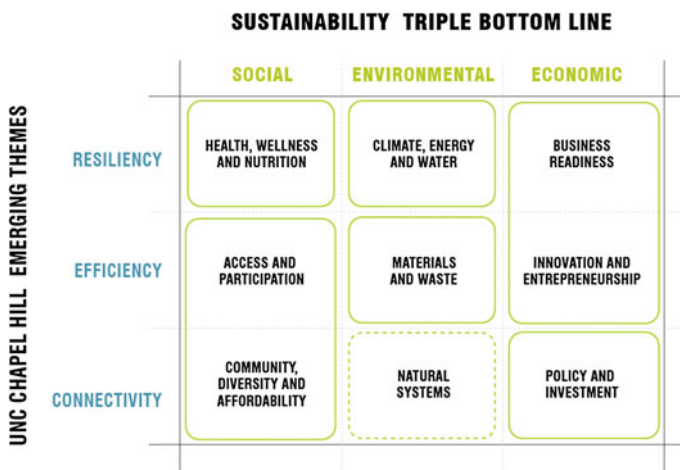 SUSTAINABILITY TRIPLE BOTTOM LINE
SOCIAL
ENVIRONMENTAL
ECONOMIC
UNC CHAPEL HILL EMERGING THEMES
RESILIENCY
HEALTH, WELLNESS
AND NUTRITION
CLIMATE, ENERGY
AND WATER
BUSINESS
READINESS
EFFICIENCY
ACCESS AND
PARTICIPATION
MATERIALS
AND WASTE
INNOVATION AND
ENTREPRENEURSHIP
CONNECTIVITY
COMMUNITY,
DIVERSITY AND
AFFORDABILITY
NATURAL
SYSTEMS
POLICY AND
INVESTMENT